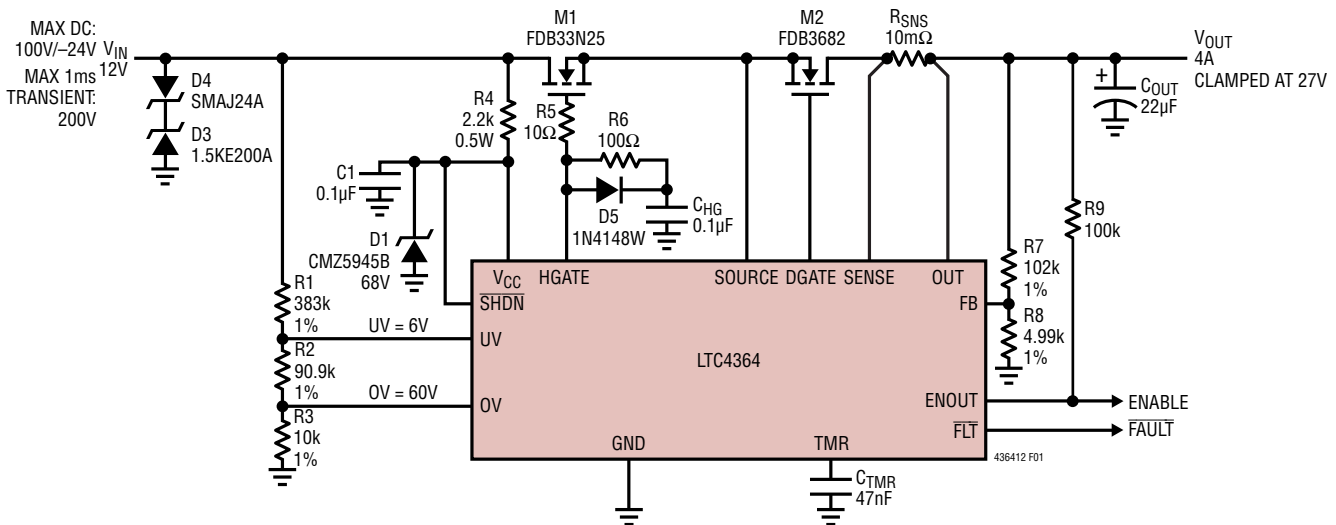 MAX DC:
100V/–24V
MAX 1ms
TRANSIENT:
200V
VIN
12V
D4
SMAJ24A
D3
1.5KE200A
M1
FDB33N25
M2
FDB3682
RSNS
10mΩ
VOUT
4A
CLAMPED AT 27V
+
COUT
22µF
R4
2.2k
0.5W
R5
10Ω
R6
100Ω
C1
0.1µF
D5
1N4148W
CHG
0.1µF
D1
CMZ5945B
68V
R9
100k
R7
102k
1%
R8
4.99k
1%
R1
383k
1%
R2
90.9k
1%
R3
10k
1%
UV = 6V
OV = 60V
VCC
HGATE
SOURCE
DGATE
SENSE
OUT
SHDN
FB
UV
LTC4364
OV
ENOUT
ENABLE
FLT
FAULT
GND
TMR
436412 F01
CTMR
47nF